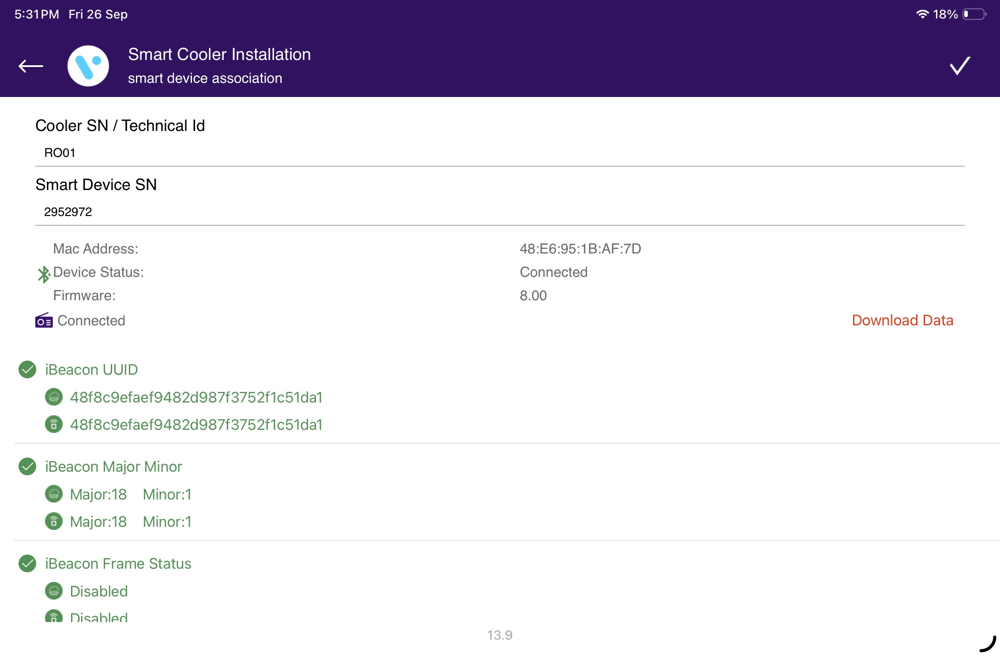 5:31PM Fri 26 Sep 18%
Smart Cooler Installation
smart device association
Cooler SN / Technical Id
RO01
Smart Device SN
2952972
Mac Address: 48:E6:95:1B:AF:7D
Device Status: Connected
Firmware: 8.00
Connected Download Data
iBeacon UUID
48f8c9efaef9482d987f3752f1c51da1
48f8c9efaef9482d987f3752f1c51da1
iBeacon Major Minor
Major:18 Minor:1
Major:18 Minor:1
iBeacon Frame Status
Disabled
Disabled
13.9